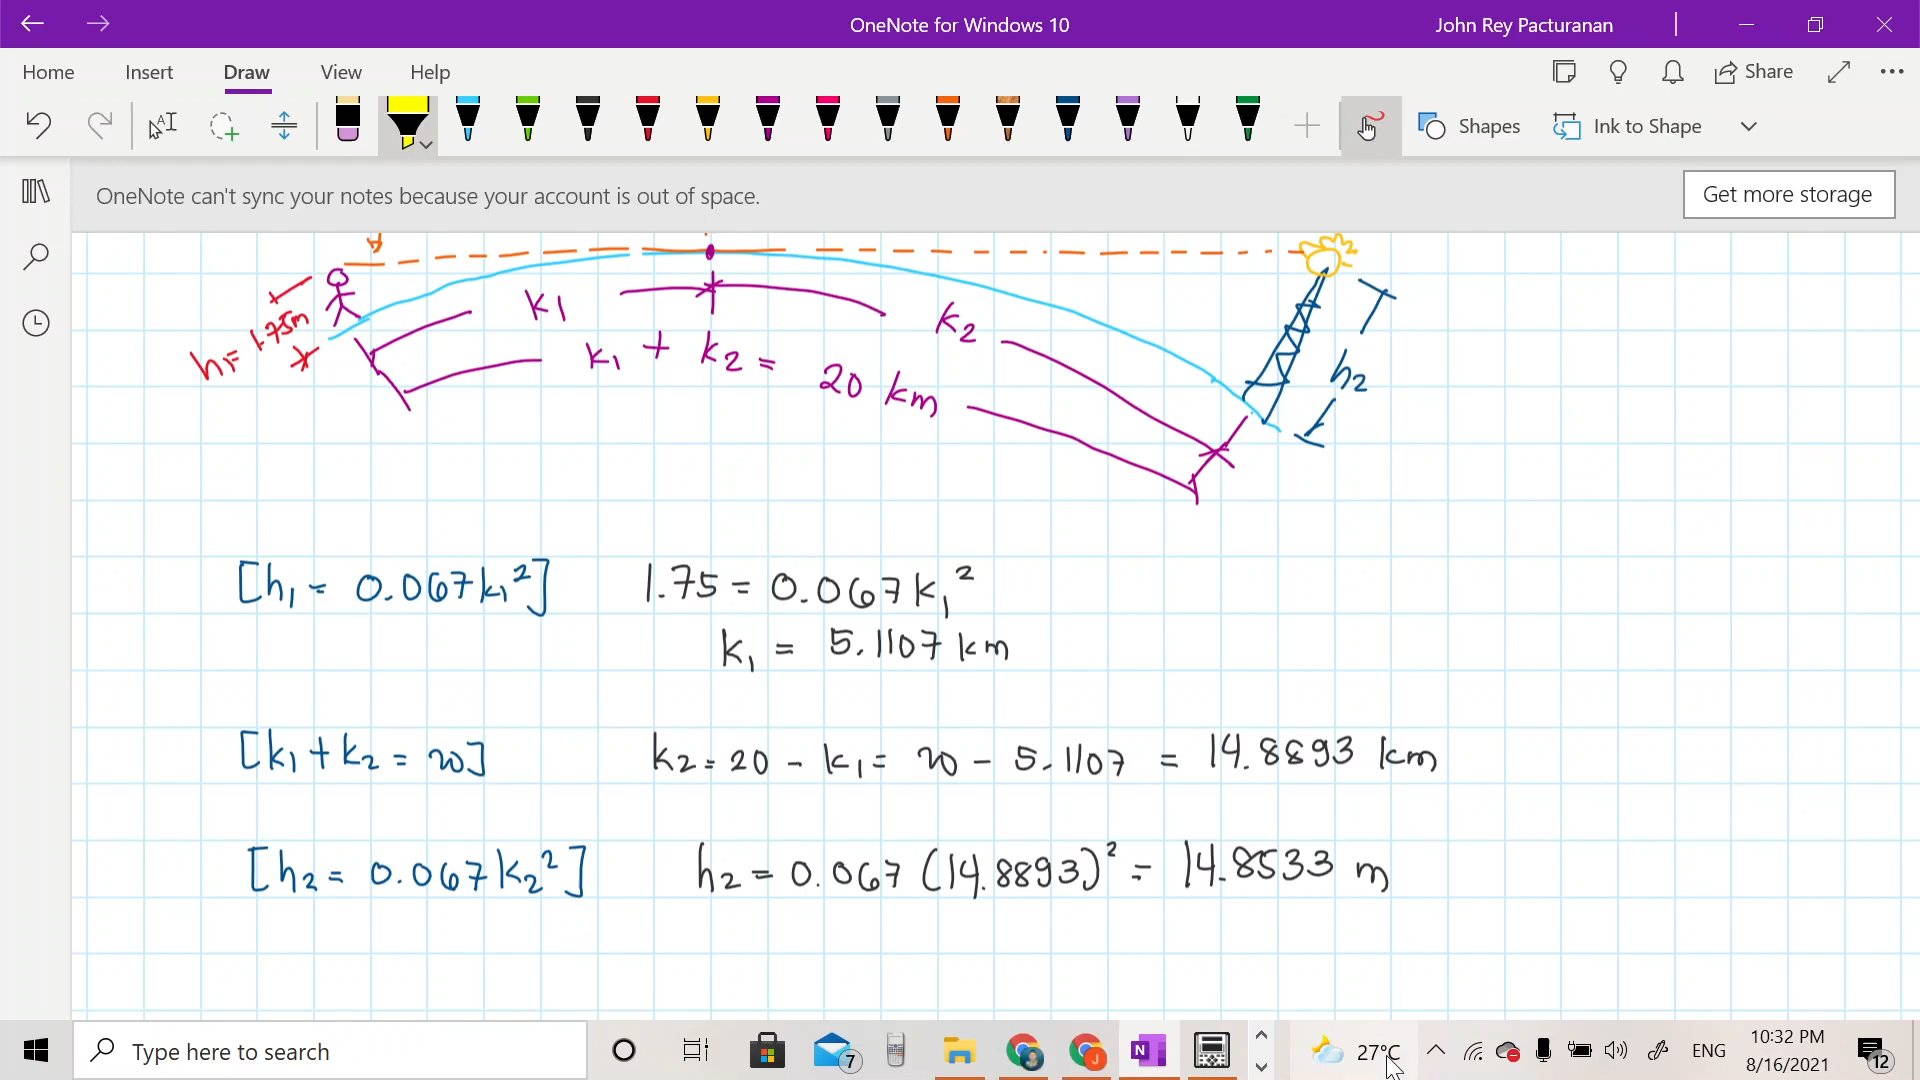 OneNote for Windows 10
John Rey Pacturanan
Home Insert Draw View Help
Share
Shapes
Ink to Shape
OneNote can't sync your notes because your account is out of space.
Get more storage
h = 1.75m
k1
k2
k1 + k2 = 20 km
h2
[h1 = 0.067k1²] 1.75 = 0.067k1²
k1 = 5.1107 km
[k1 + k2 = 20] k2 = 20 - k1 = 20 - 5.1107 = 14.8893 km
[h2 = 0.067k2²] h2 = 0.067 (14.8893)² = 14.8533 m
Type here to search
7
N
J
27°C
ENG
10:32 PM
8/16/2021
12